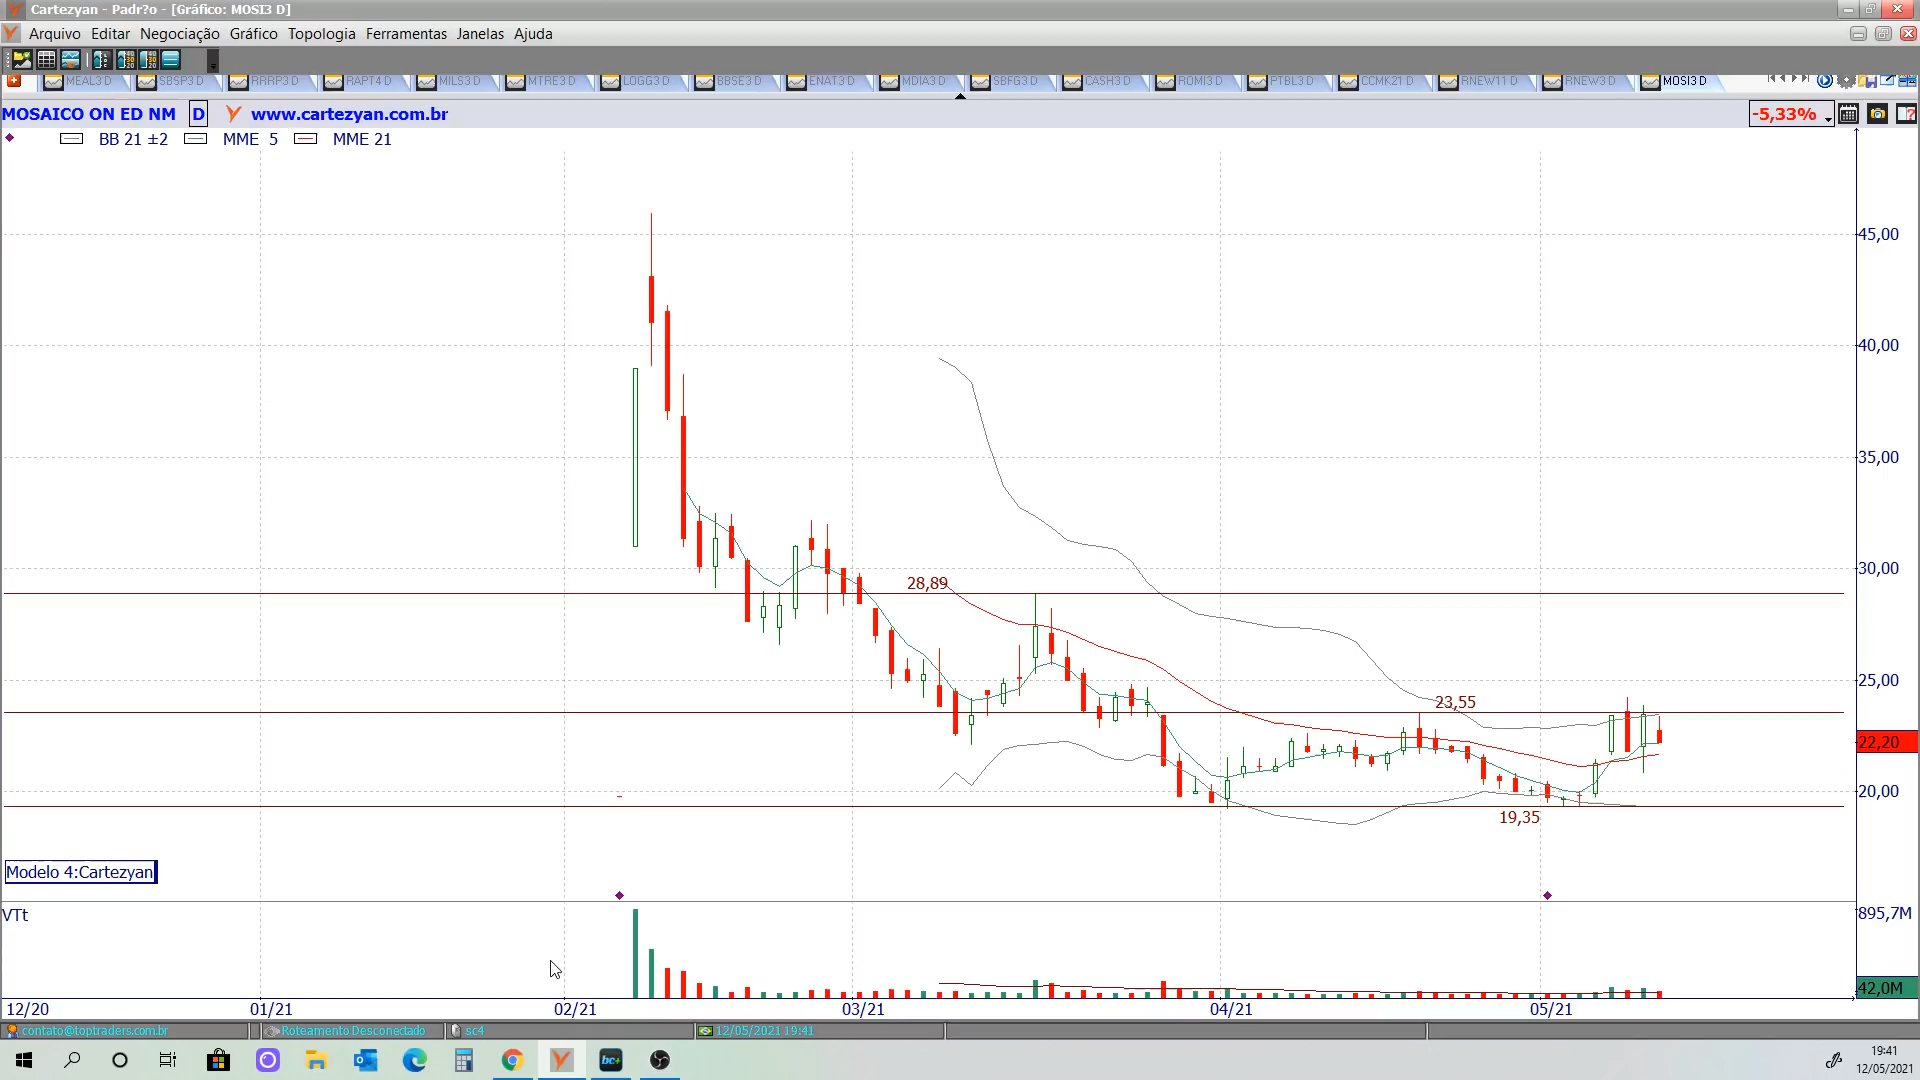 Cartezyan - Padr?o - [Gráfico: MOSI3 D]
Arquivo Editar Negociação Gráfico Topologia Ferramentas Janelas Ajuda
MEAL3 D SBSP3 D RRRP3 D RAPT4 D MILS3 D MTRE3 D LOGG3 D BBSE3 D ENAT3 D MDIA3 D SBFG3 D CASH3 D ROMI3 D PTBL3 D CCMK21 D RNEW11 D RNEW3 D MOSI3 D
MOSAICO ON ED NM D www.cartezyan.com.br -5,33%
BB 21 ±2 MME 5 MME 21
45,00
40,00
35,00
30,00
28,89
25,00
23,55
22,20
20,00
19,35
Modelo 4:Cartezyan
VTt
895,7M
42,0M
12/20 01/21 02/21 03/21 04/21 05/21
contato@toptraders.com.br Roteamento Desconectado sc4 12/05/2021 19:41
bc+
19:41
12/05/2021